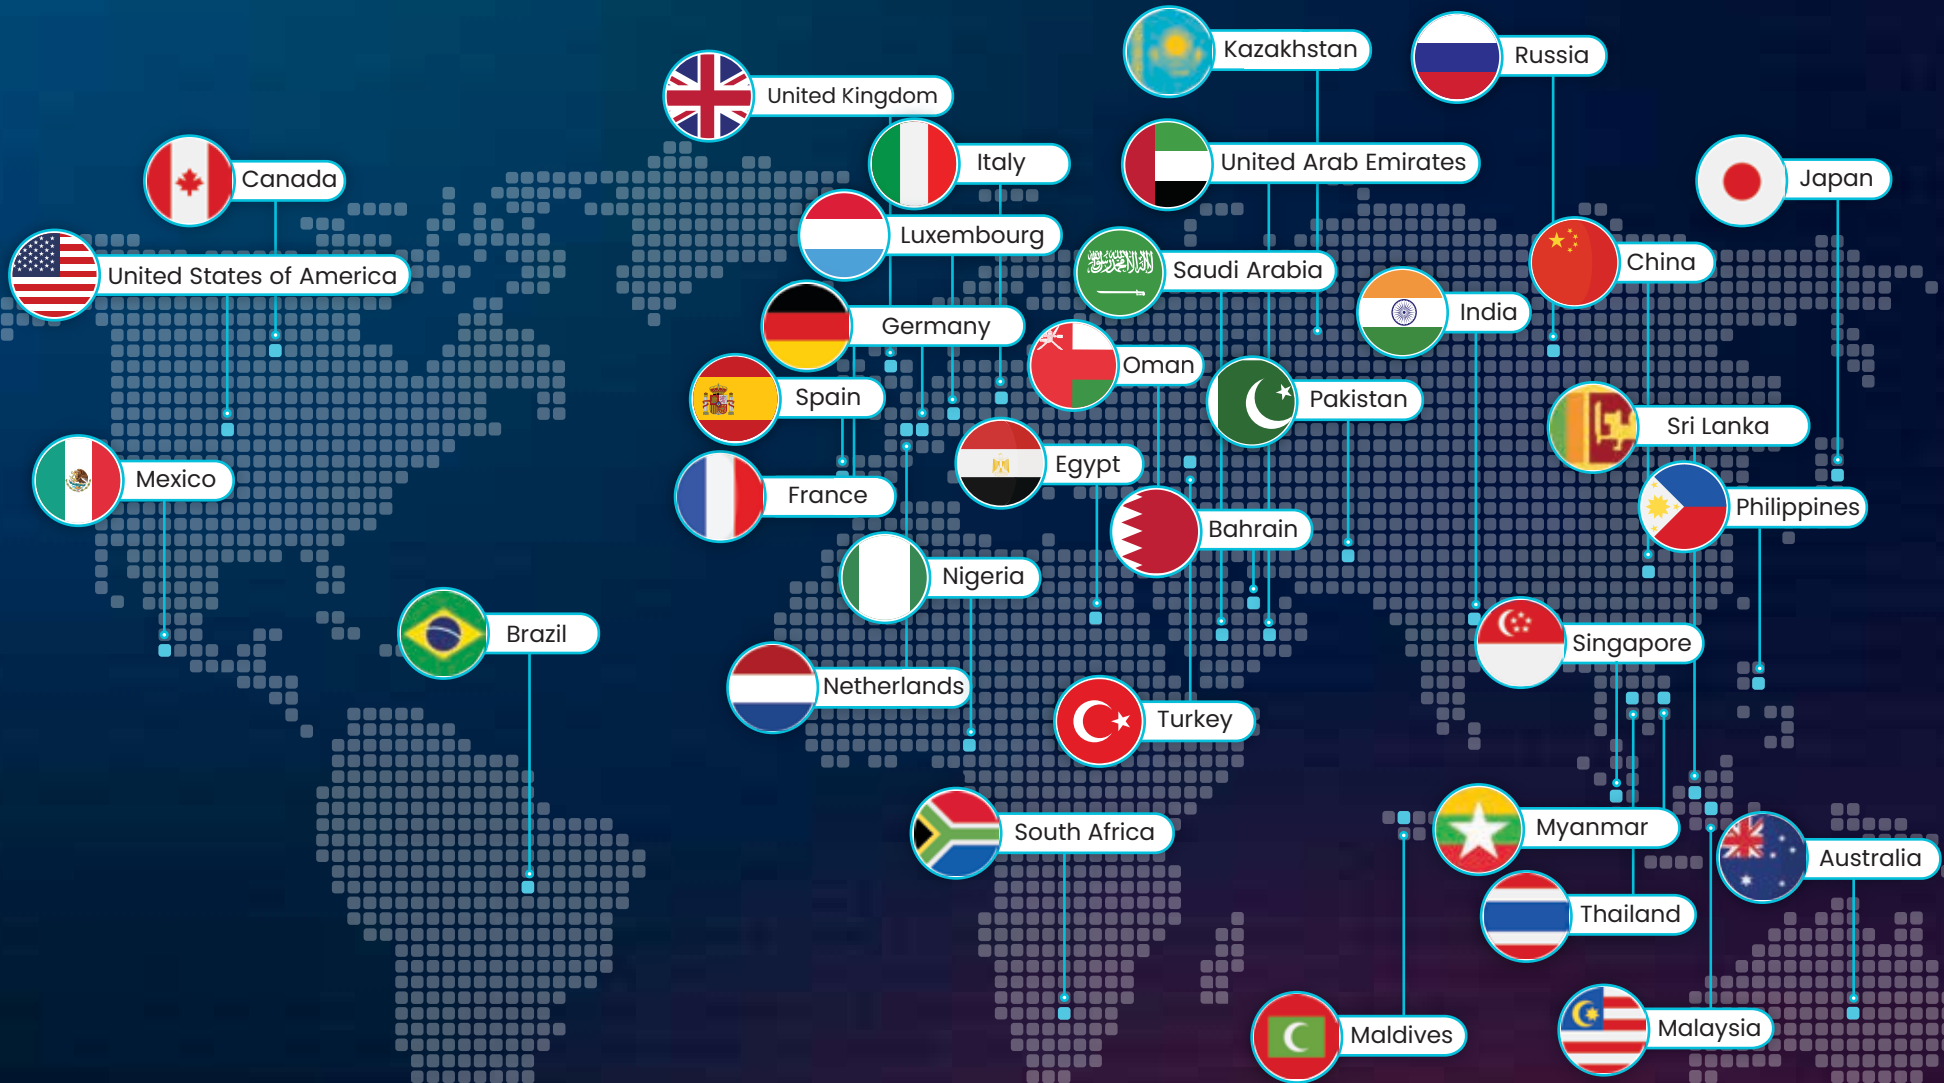 Kazakhstan
Russia
United Kingdom
Italy
United Arab Emirates
Canada
Japan
Luxembourg
United States of America
Saudi Arabia
China
Germany
India
Oman
Spain
Pakistan
Sri Lanka
Mexico
Egypt
France
Philippines
Bahrain
Nigeria
Brazil
Singapore
Netherlands
Turkey
South Africa
Myanmar
Australia
Thailand
Maldives
Malaysia